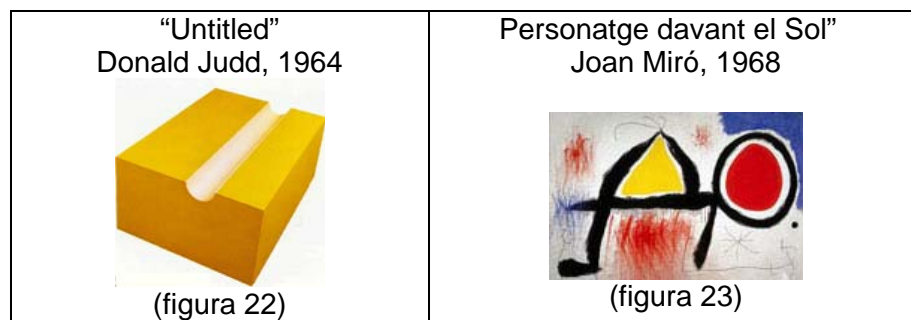 “Untitled”
Donald Judd, 1964
(figura 22)
Personatge davant el Sol”
Joan Miró, 1968
(figura 23)